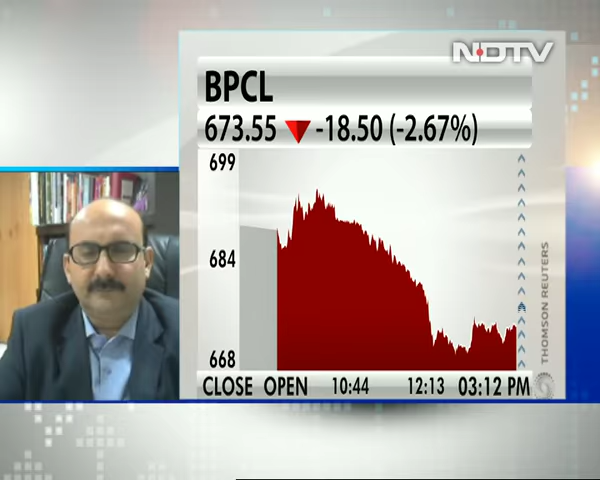 NDTV
BPCL
673.55 -18.50 (-2.67%)
699
684
668
CLOSE OPEN 10:44 12:13 03:12 PM
THOMSON REUTERS